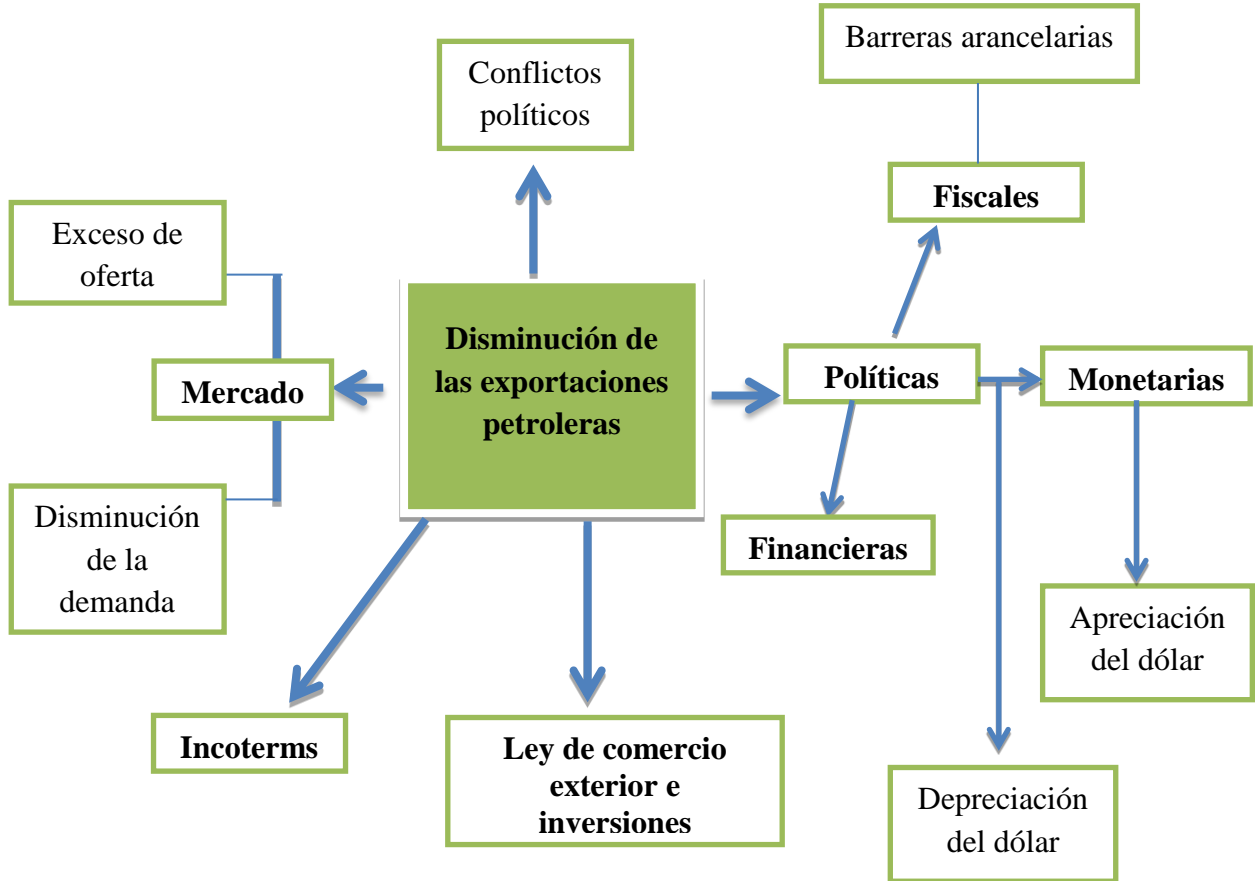 Barreras arancelarias
Conflictos
políticos
Fiscales
Exceso de
oferta
Disminución de
las exportaciones
petroleras
Mercado
Políticas
Monetarias
Disminución
de la
demanda
Financieras
Apreciación
del dólar
Incoterms
Ley de comercio
exterior e
inversiones
Depreciación
del dólar